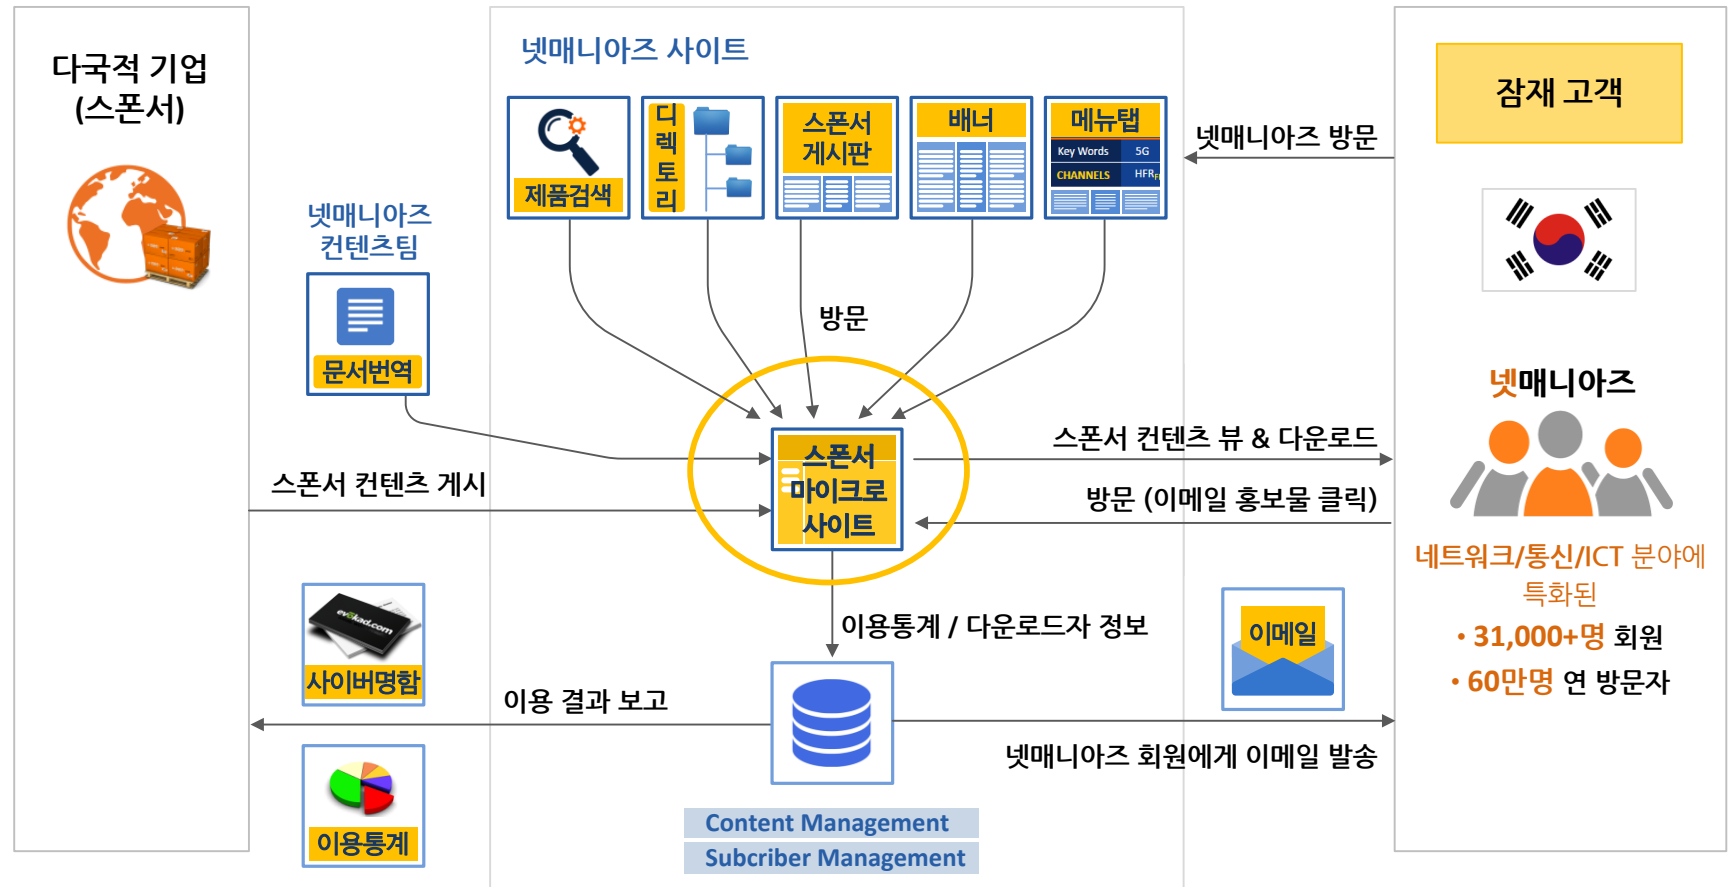 다국적 기업
(스폰서)
넷매니아즈
컨텐츠팀
문서번역
스폰서 컨텐츠 게시
evokad.com
사이버명함
이용 결과 보고
이용통계
넷매니아즈 사이트
제품검색
디렉토리
스폰서
게시판
배너
메뉴탭
Key Words 5G
CHANNELS HFR
방문
스폰서
마이크로
사이트
이용통계 / 다운로드자 정보
Content Management
Subcriber Management
넷매니아즈 방문
스폰서 컨텐츠 뷰 & 다운로드
방문 (이메일 홍보물 클릭)
이메일
넷매니아즈 회원에게 이메일 발송
잠재 고객
넷매니아즈
네트워크/통신/ICT 분야에
특화된
• 31,000+명 회원
• 60만명 연 방문자